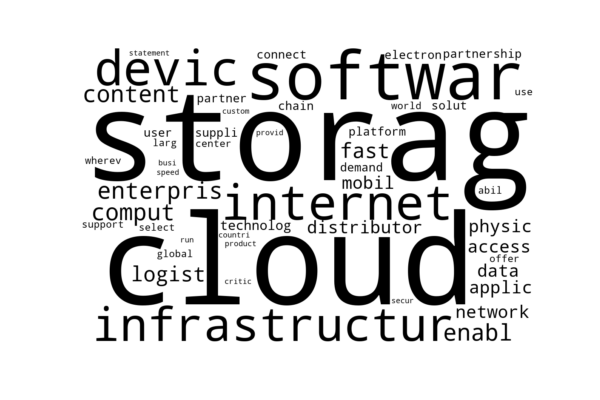 statement
connect
electron
partnership
devic
softwar
content
partner
use
custom
chain
world
solut
storag
user
suppli
provid
platform
larg
center
fast
wherev
busi
demand
speed
mobil
abil
enterpris
internet
comput
support
select
technolog
distributor
physic
run
countri
product
access
global
cloud
offer
logist
critic
data
applic
secur
infrastructur
network
enabl